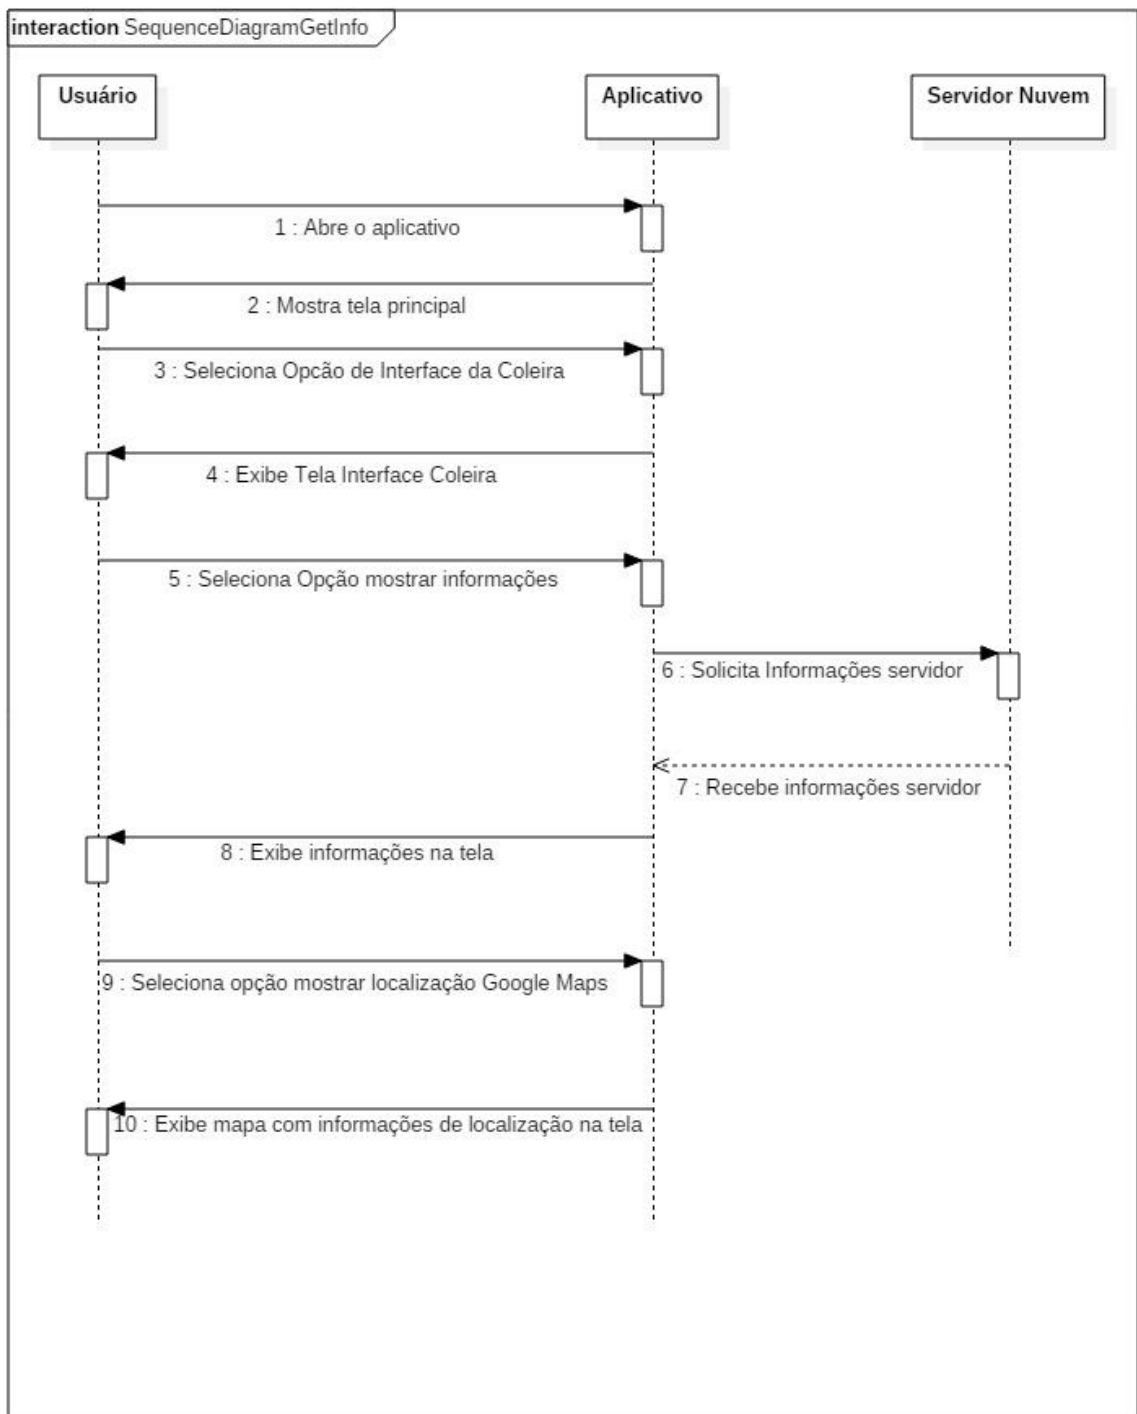 interaction SequenceDiagramGetInfo
Usuário
Aplicativo
Servidor Nuvem
1 : Abre o aplicativo
2 : Mostra tela principal
3 : Seleciona Opcão de Interface da Coleira
4 : Exibe Tela Interface Coleira
5 : Seleciona Opção mostrar informações
6 : Solicita Informações servidor
7 : Recebe informações servidor
8 : Exibe informações na tela
9 : Seleciona opção mostrar localização Google Maps
10 : Exibe mapa com informações de localização na tela